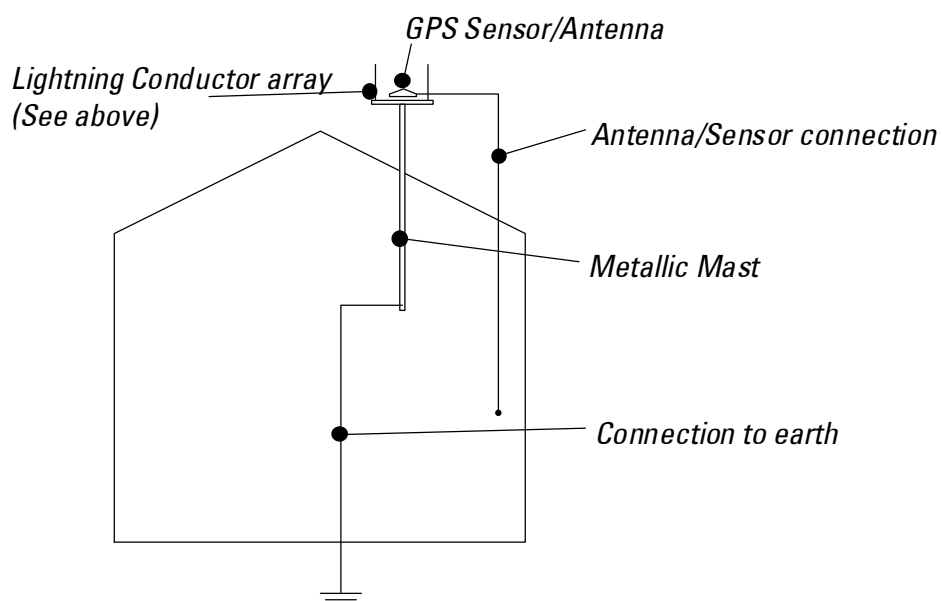 GPS Sensor/Antenna
Lightning Conductor array
(See above)
Antenna/Sensor connection
Metallic Mast
Connection to earth